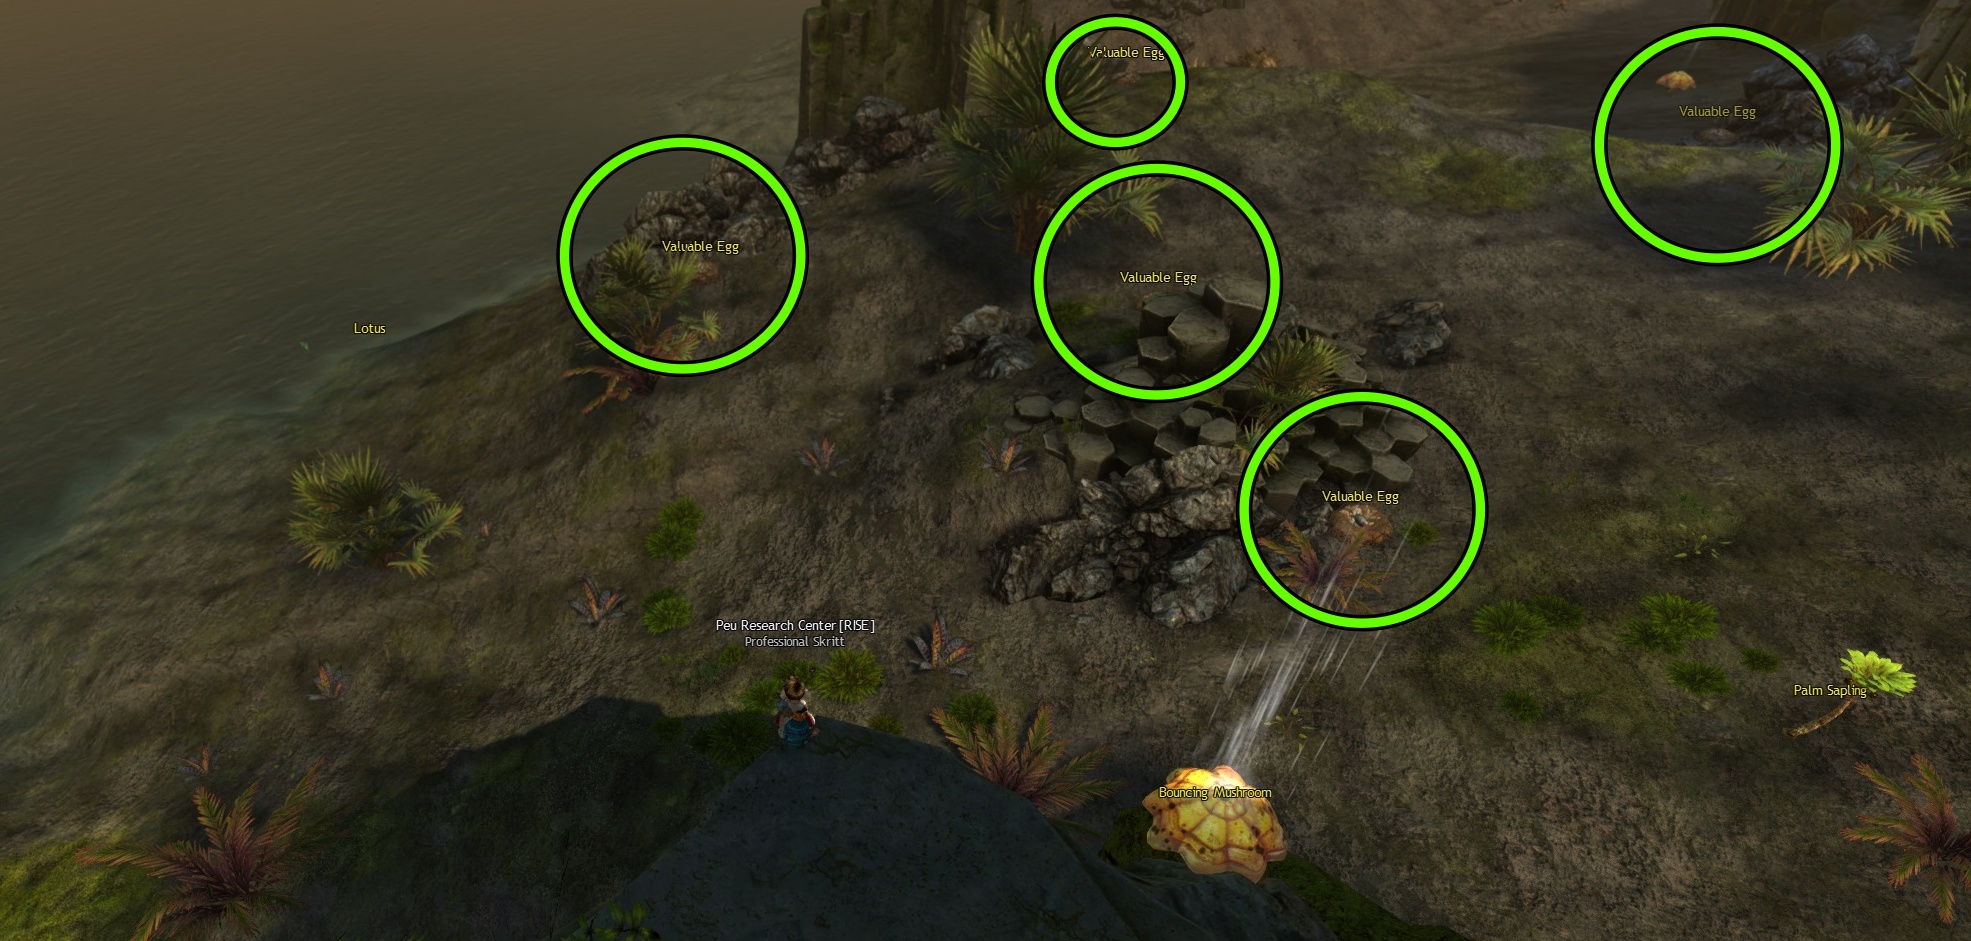 Valuable Egg
Valuable Egg
Valuable Egg
Valuable Egg
Lotus
Valuable Egg
Peu Research Center [RISE]
Professional Skritt
Palm Sapling
Bouncing Mushroom